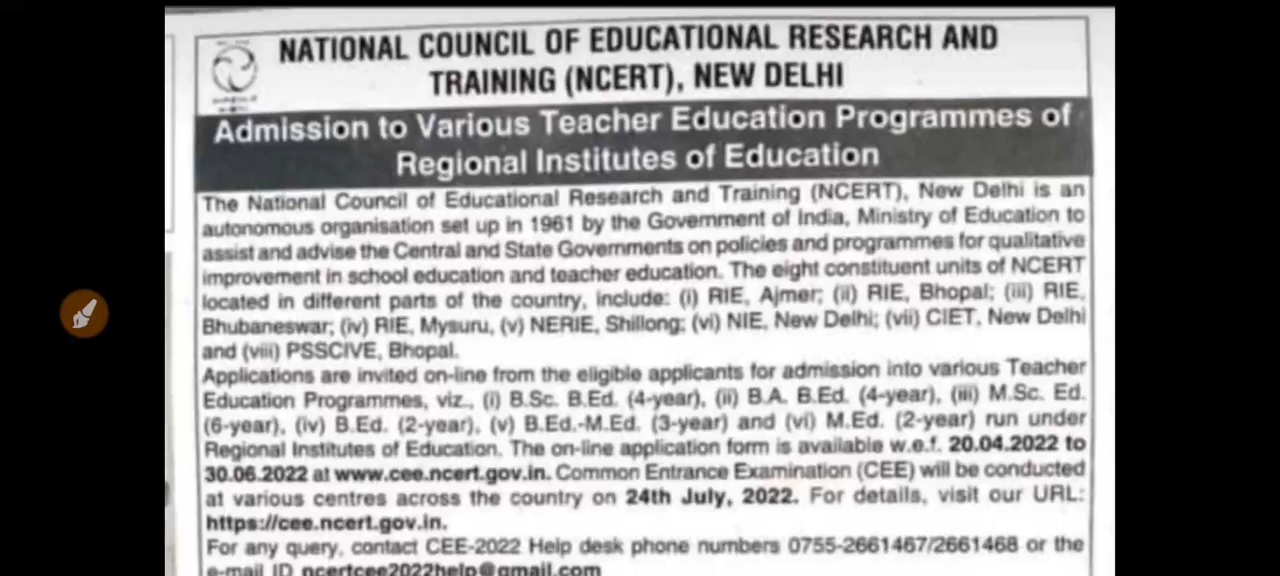 NATIONAL COUNCIL OF EDUCATIONAL RESEARCH AND
TRAINING (NCERT), NEW DELHI
Admission to Various Teacher Education Programmes of
Regional Institutes of Education
The National Council of Educational Research and Training (NCERT), New Delhi is an
autonomous organisation set up in 1961 by the Government of India, Ministry of Education to
assist and advise the Central and State Governments on policies and programmes for qualitative
improvement in school education and teacher education. The eight constituent units of NCERT
located in different parts of the country, include: (i) RIE, Ajmer; (ii) RIE, Bhopal; (iii) RIE,
Bhubaneswar; (iv) RIE, Mysuru, (v) NERIE, Shillong; (vi) NIE, New Delhi; (vii) CIET, New Delhi
and (viii) PSSCIVE, Bhopal.
Applications are invited on-line from the eligible applicants for admission into various Teacher
Education Programmes, viz., (i) B.Sc. B.Ed. (4-year), (ii) B.A. B.Ed. (4-year), (iii) M.Sc. Ed.
(6-year), (iv) B.Ed. (2-year), (v) B.Ed.-M.Ed. (3-year) and (vi) M.Ed. (2-year) run under
Regional Institutes of Education. The on-line application form is available w.e.f. 20.04.2022 to
30.06.2022 at www.cee.ncert.gov.in. Common Entrance Examination (CEE) will be conducted
at various centres across the country on 24th July, 2022. For details, visit our URL:
https://cee.ncert.gov.in.
For any query, contact CEE-2022 Help desk phone numbers 0755-2661467/2661468 or the
e-mail ID ncertcee2022help@gmail.com